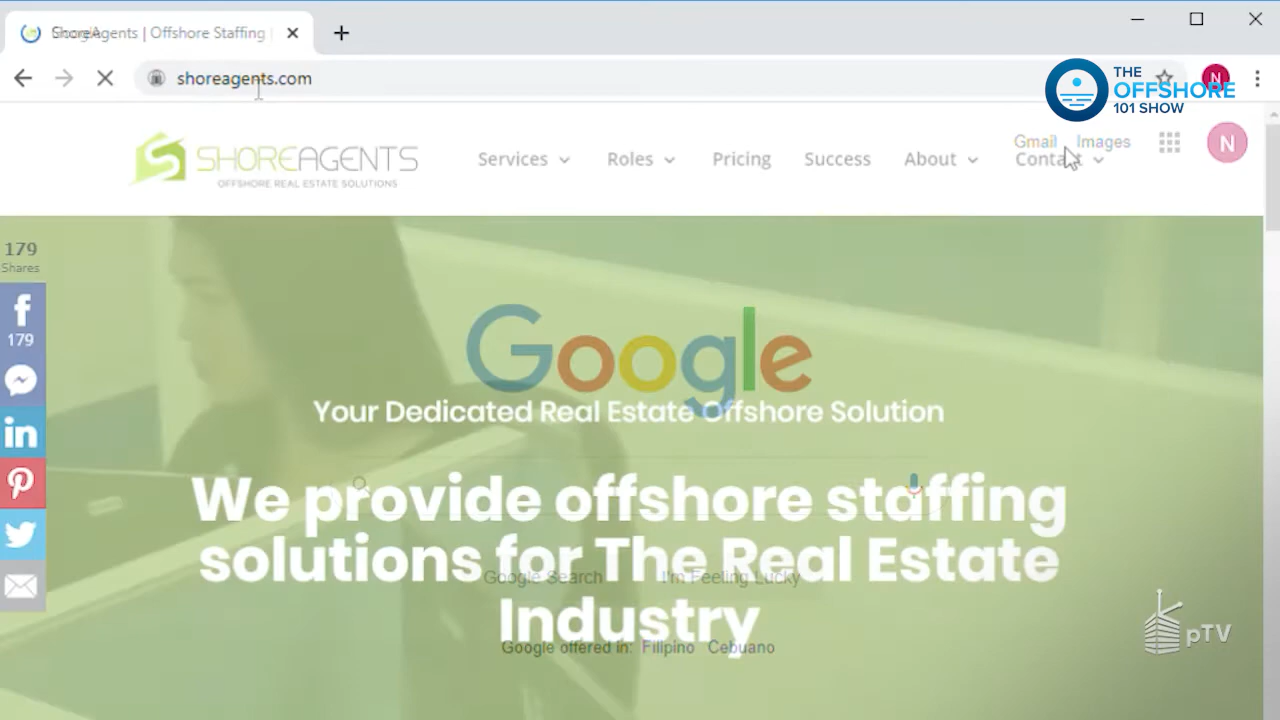 ShoreAgents | Offshore Staffing |
shoreagents.com
N
THE
OFFSHORE
101 SHOW
SHOREAGENTS
OFFSHORE REAL ESTATE SOLUTIONS
Services
Roles
Pricing
Success
About
Contact
Gmail
Images
N
179
Shares
179
Google
Your Dedicated Real Estate Offshore Solution
We provide offshore staffing
solutions for The Real Estate
Industry
Google Search
I'm Feeling Lucky
Google offered in: Filipino Cebuano
pTV